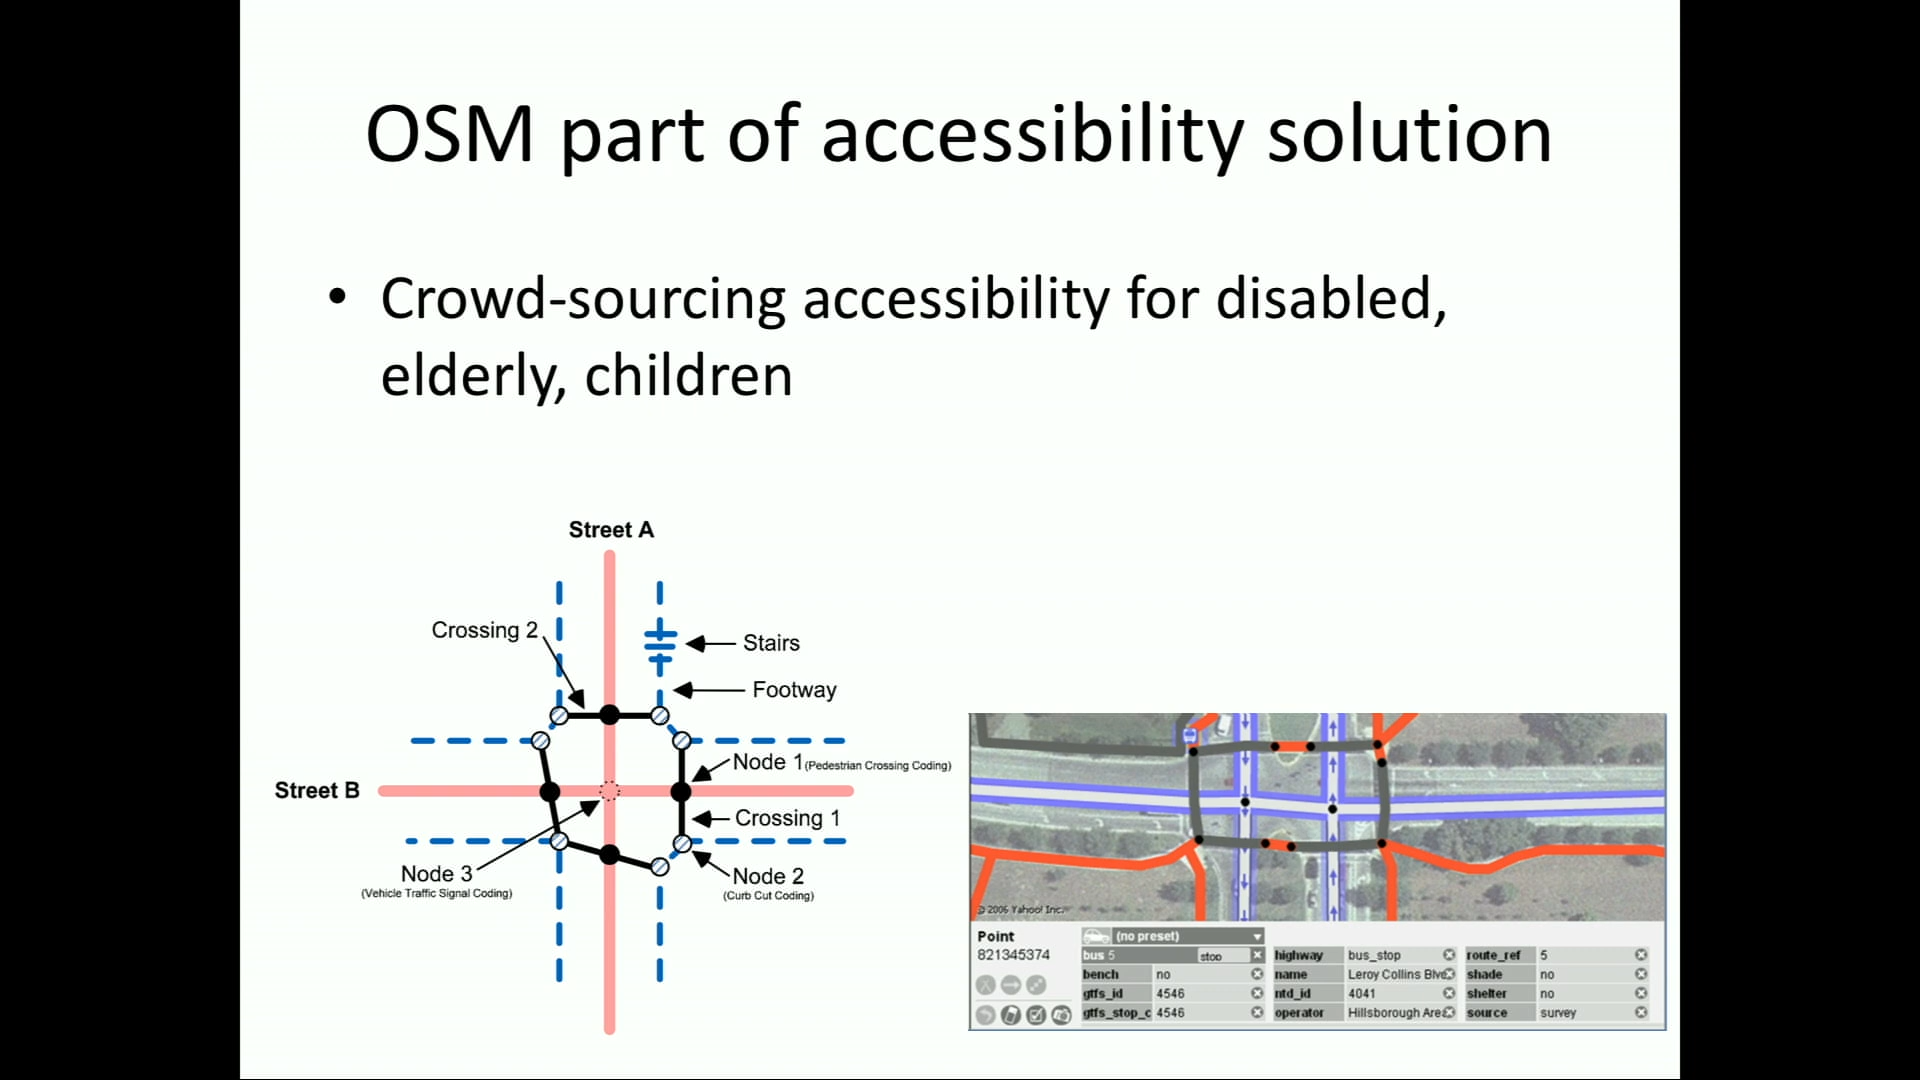 OSM part of accessibility solution
• Crowd-sourcing accessibility for disabled,
elderly, children
Street A
Crossing 2
Stairs
Footway
Node 1 (Pedestrian Crossing Coding)
Street B
Crossing 1
Node 3
(Vehicle Traffic Signal Coding)
Node 2
(Curb Cut Coding)
© 2006 Yahoo! Inc.
Point
821345374
(no preset)
bus 5 stop highway bus_stop route_ref 5
bench no name Leroy Collins Blv shade no
gtfs_id 4546 ntd_id 4041 shelter no
gtfs_stop_c 4546 operator Hillsborough Area source survey